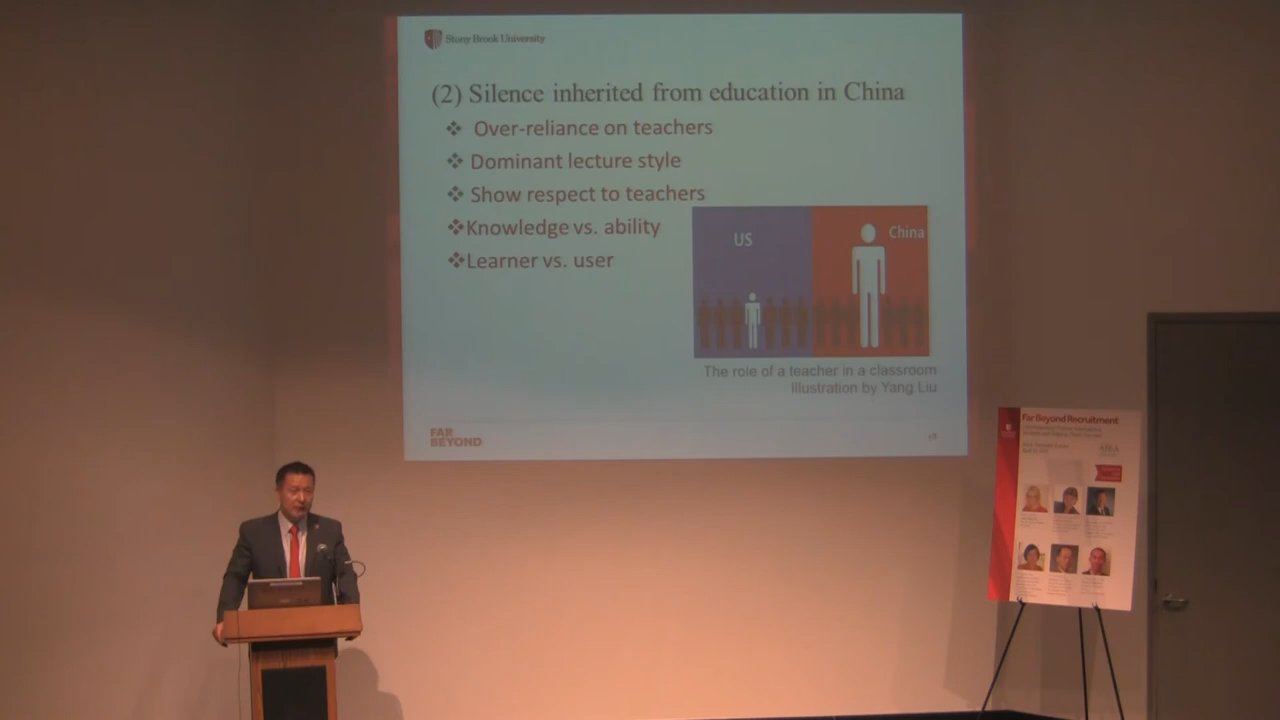 Stony Brook University
(2) Silence inherited from education in China
❖ Over-reliance on teachers
❖ Dominant lecture style
❖ Show respect to teachers
❖Knowledge vs. ability
❖Learner vs. user
US
China
The role of a teacher in a classroom
Illustration by Yang Liu
FAR
BEYOND
Far Beyond Recruitment